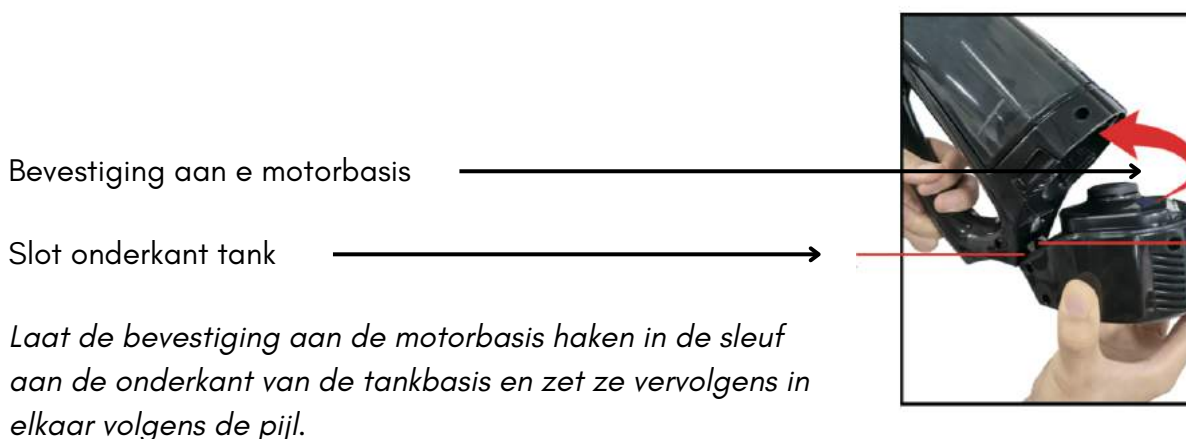 Bevestiging aan e motorbasis
Slot onderkant tank
Laat de bevestiging aan de motorbasis haken in de sleuf
aan de onderkant van de tankbasis en zet ze vervolgens in
elkaar volgens de pijl.